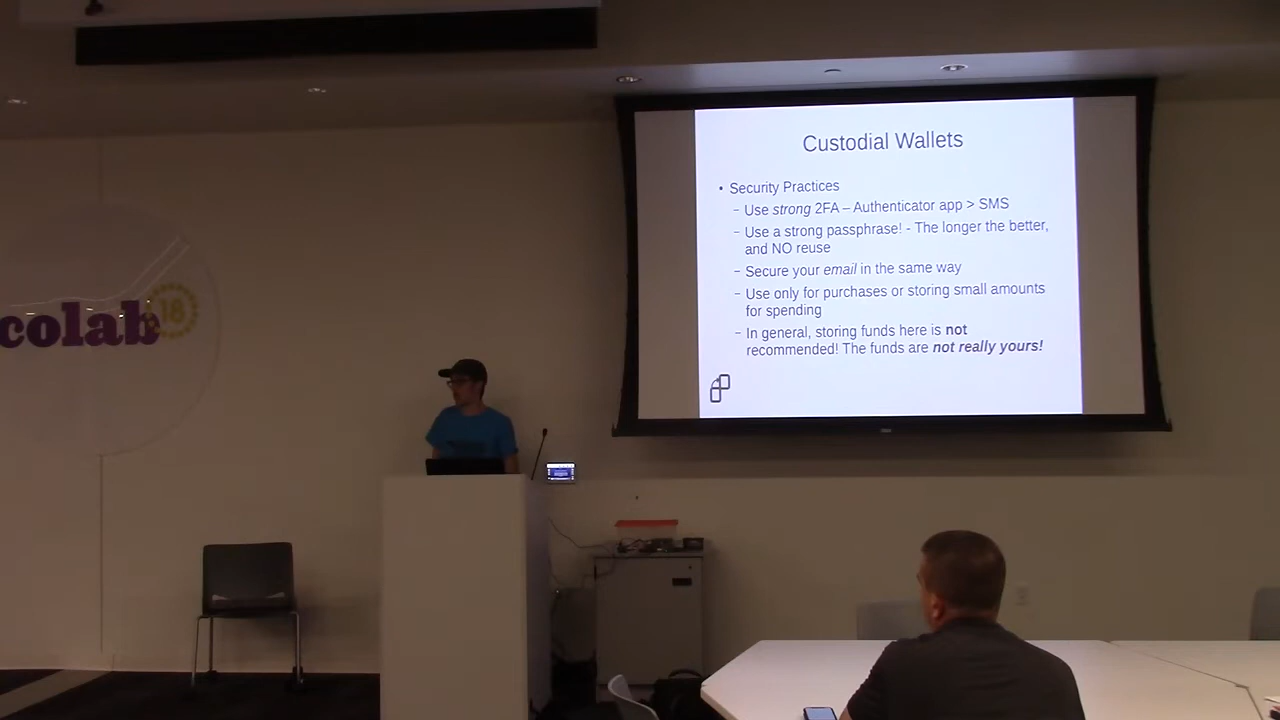 Custodial Wallets
• Security Practices
– Use strong 2FA – Authenticator app > SMS
– Use a strong passphrase! - The longer the better,
and NO reuse
– Secure your email in the same way
– Use only for purchases or storing small amounts
for spending
– In general, storing funds here is not
recommended! The funds are not really yours!
colab
18